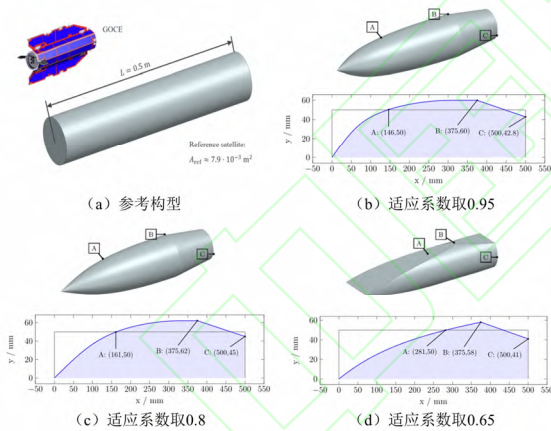 GOCE
L = 0.5 m
Reference satellite:
A_ref ≈ 7.9 · 10⁻³ m²
(a) 参考构型
A
B
C
y / mm
60
40
20
0
A: (146,50)
B: (375,60)
C: (500,42.8)
−50 0 50 100 150 200 250 300 350 400 450 500 550
x / mm
(b) 适应系数取0.95
A
B
C
y / mm
60
40
20
0
A: (161,50)
B: (375,62)
C: (500,45)
−50 0 50 100 150 200 250 300 350 400 450 500 550
x / mm
(c) 适应系数取0.8
A
B
C
y / mm
60
40
20
0
A: (281,50)
B: (375,58)
C: (500,41)
−50 0 50 100 150 200 250 300 350 400 450 500 550
x / mm
(d) 适应系数取0.65